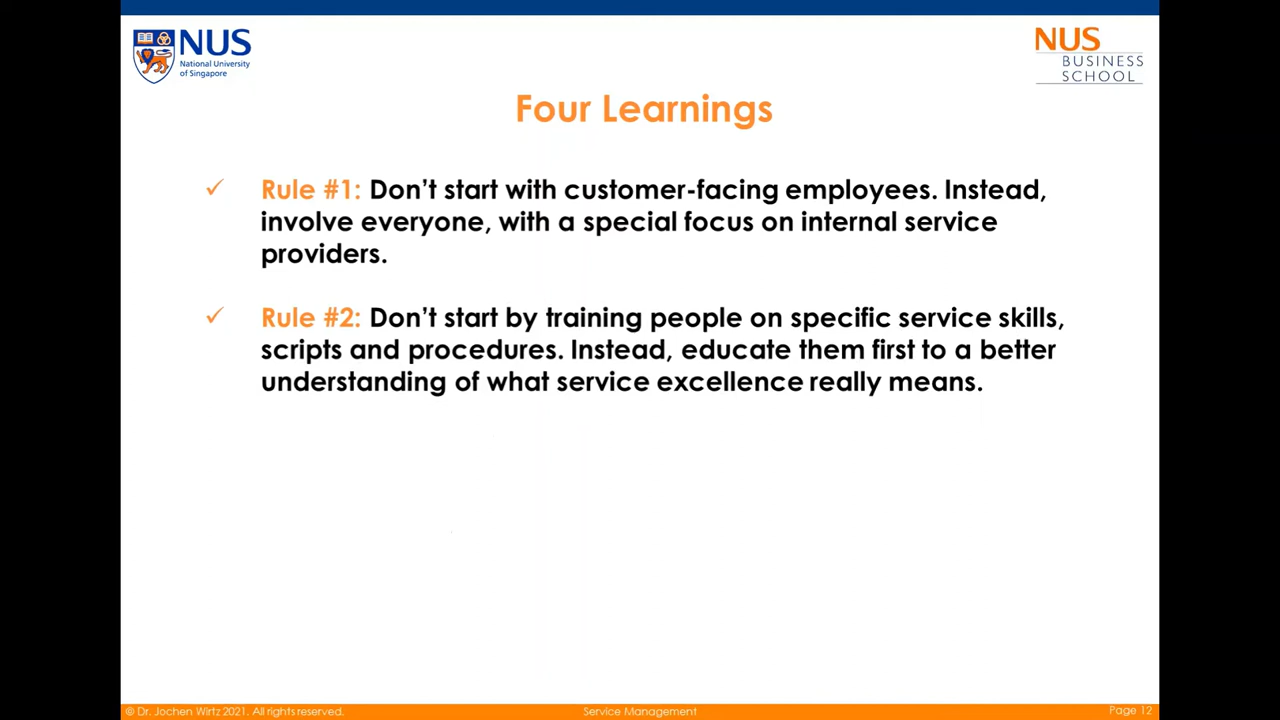 NUS
National University
of Singapore
NUS
BUSINESS
SCHOOL
Four Learnings
✓ Rule #1: Don’t start with customer-facing employees. Instead,
involve everyone, with a special focus on internal service
providers.
✓ Rule #2: Don’t start by training people on specific service skills,
scripts and procedures. Instead, educate them first to a better
understanding of what service excellence really means.
© Dr. Jochen Wirtz 2021. All rights reserved.
Service Management
Page 12